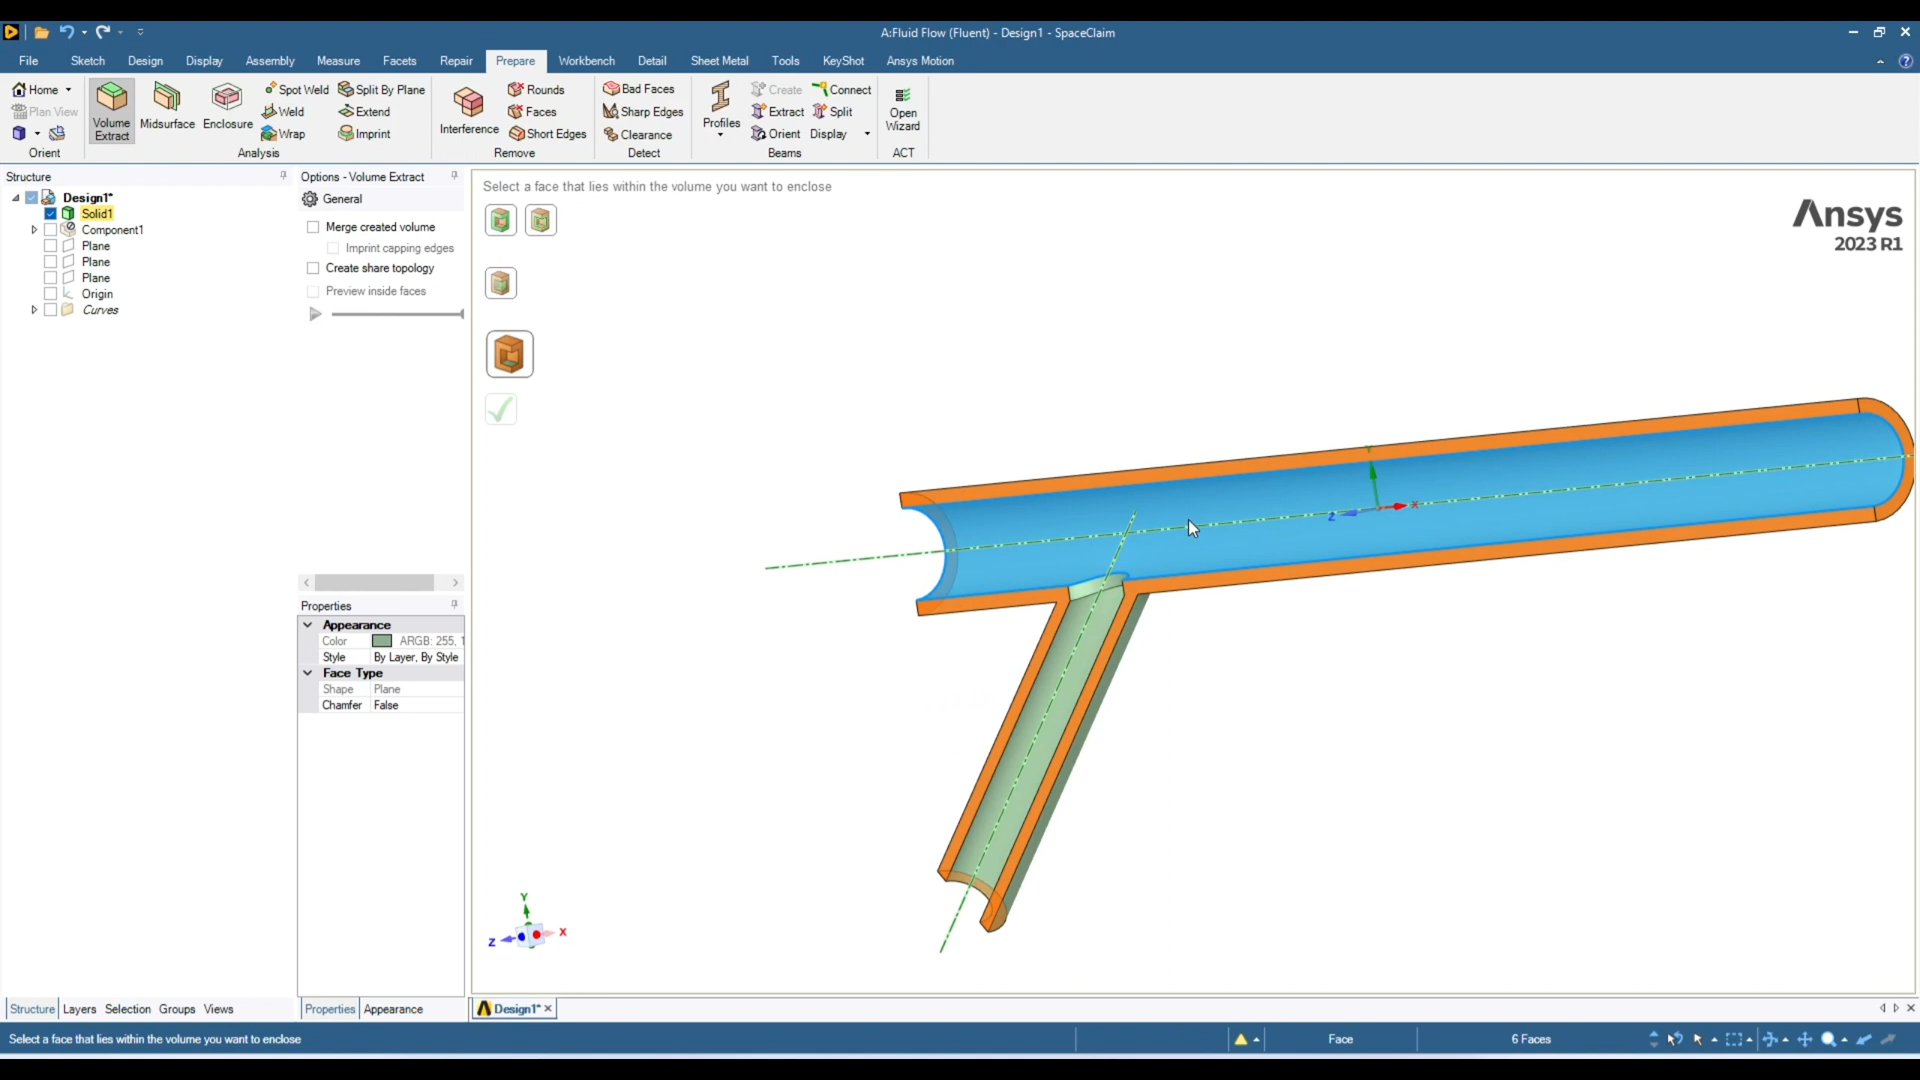 A:Fluid Flow (Fluent) - Design1 - SpaceClaim
File Sketch Design Display Assembly Measure Facets Repair Prepare Workbench Detail Sheet Metal Tools KeyShot Ansys Motion
Home
Plan View
Orient
Volume Extract
Midsurface
Enclosure
Spot Weld
Weld
Wrap
Split By Plane
Extend
Imprint
Analysis
Interference
Rounds
Faces
Short Edges
Remove
Bad Faces
Sharp Edges
Clearance
Detect
Profiles
Create
Extract
Orient
Connect
Split
Display
Beams
Open Wizard
ACT
Structure
Design1*
Solid1
Component1
Plane
Plane
Plane
Origin
Curves
Options - Volume Extract
General
Merge created volume
Imprint capping edges
Create share topology
Preview inside faces
Properties
Appearance
Color ARGB: 255, 1
Style By Layer, By Style
Face Type
Shape Plane
Chamfer False
Select a face that lies within the volume you want to enclose
Ansys
2023 R1
Y
X
Z
Y
Z
X
Structure Layers Selection Groups Views
Properties Appearance
Design1*
Select a face that lies within the volume you want to enclose
Face
6 Faces